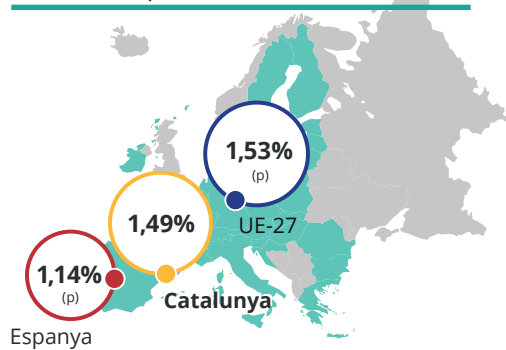 1,53%
(p)
UE-27
1,49%
Catalunya
1,14%
(p)
Espanya